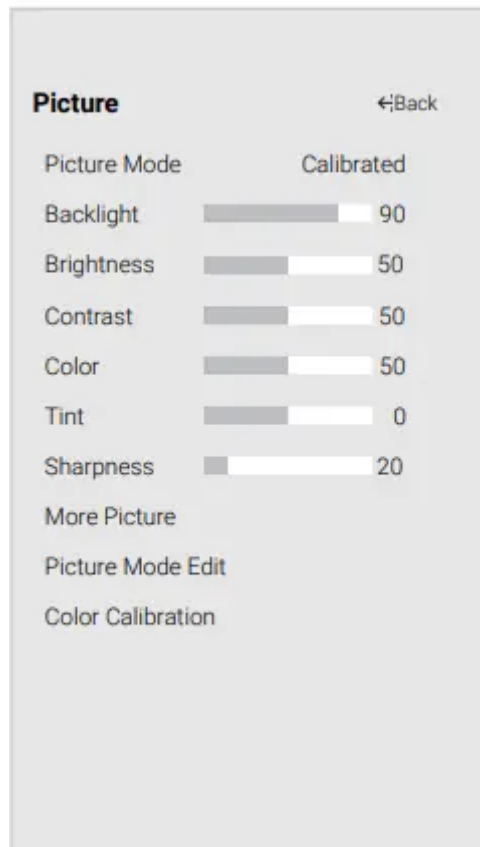 Picture ←Back
Picture Mode Calibrated
Backlight 90
Brightness 50
Contrast 50
Color 50
Tint 0
Sharpness 20
More Picture
Picture Mode Edit
Color Calibration